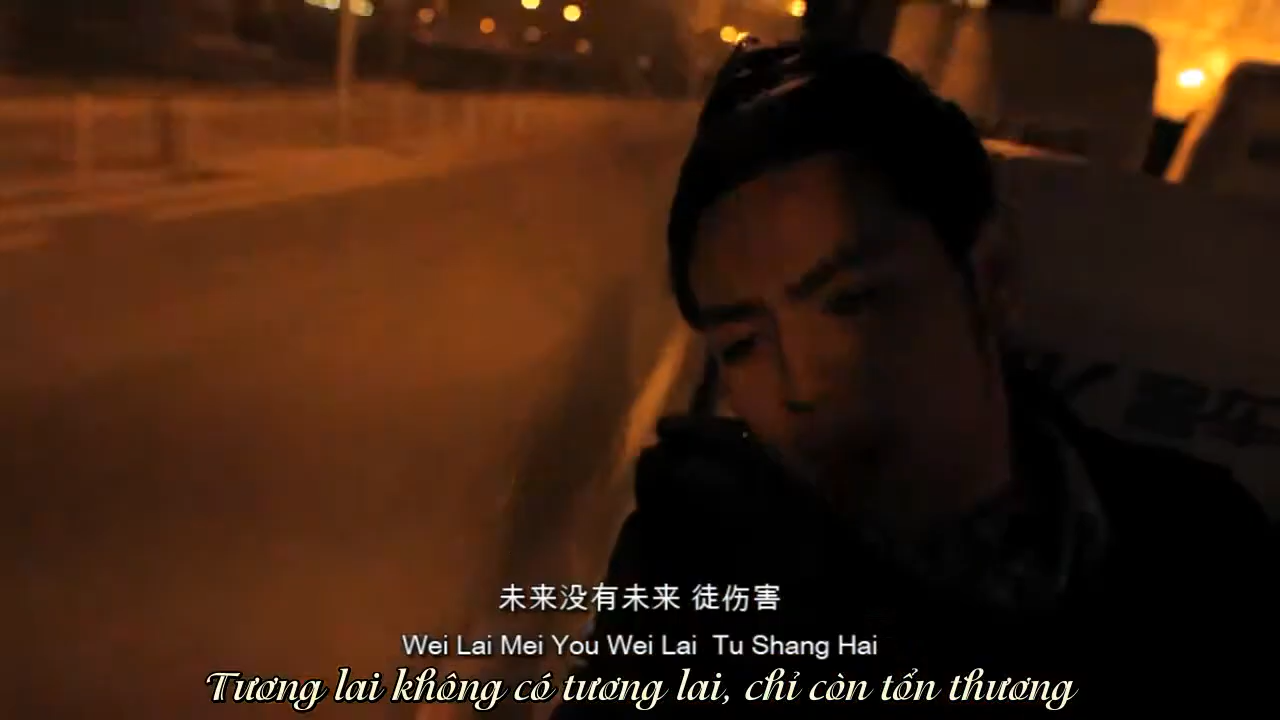 未来没有未来 徒伤害
Wei Lai Mei You Wei Lai  Tu Shang Hai
Tương lai không có tương lai, chỉ còn tổn thương